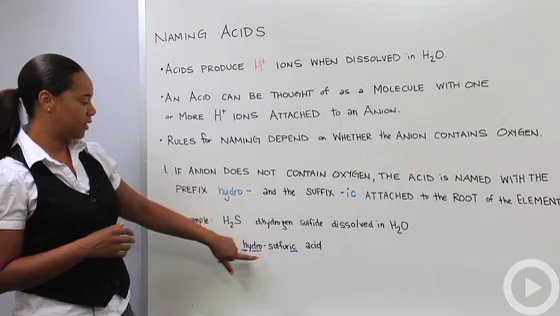 NAMING ACIDS
• ACIDS PRODUCE H+ IONS WHEN DISSOLVED in H₂O.
• AN ACID CAN BE THOUGHT OF as A MOLECULE WITH ONE
or MORE H+ IONS ATTACHED to an ANION.
• RULES for NAMING DEPEND on WHETHER the ANION CONTAINS OXYGEN.
1. IF ANION DOES NOT CONTAIN OXYGEN, THE ACID IS NAMED WITH THE
PREFIX hydro- and the SUFFIX -ic ATTACHED to the ROOT of the ELEMENT
H₂S dihydrogen sulfide dissolved in H₂O
hydro-sulfuric acid